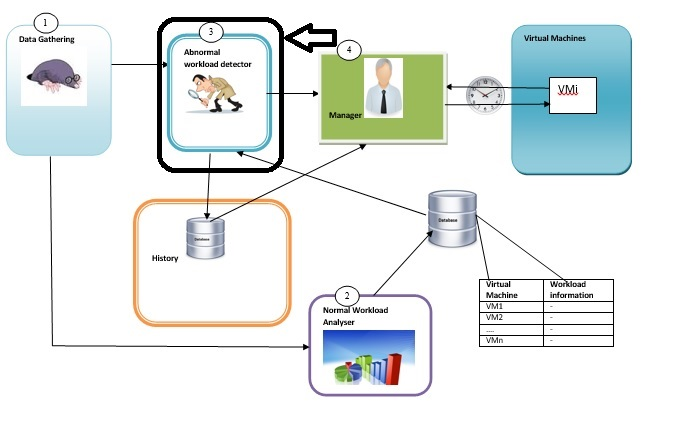 1
Data Gathering
3
Abnormal
workload detector
4
Manager
Virtual Machines
VMi
DataBase
History
DataBase
2
Normal Workload
Analyser
Virtual Machine	Workload information
VM1	-
VM2	-
....	-
VMn	-